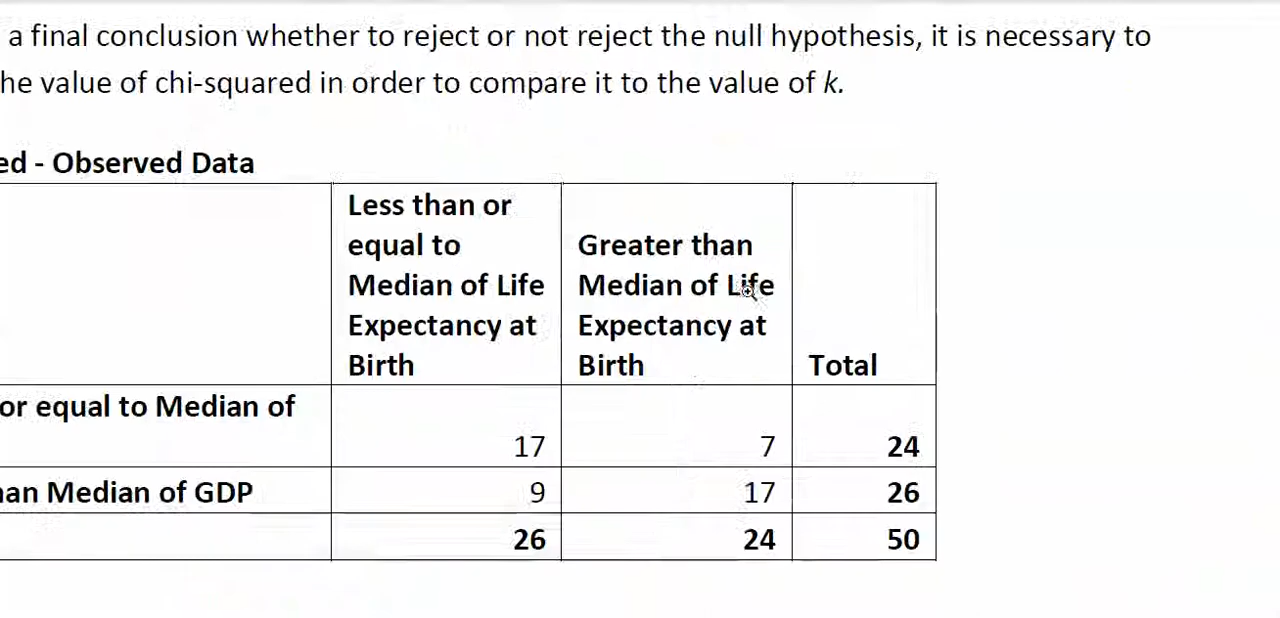 a final conclusion whether to reject or not reject the null hypothesis, it is necessary to
he value of chi-squared in order to compare it to the value of k.
ed - Observed Data
Less than or
equal to
Median of Life
Expectancy at
Birth
Greater than
Median of Life
Expectancy at
Birth
Total
or equal to Median of
17 7 24
an Median of GDP 9 17 26
26 24 50